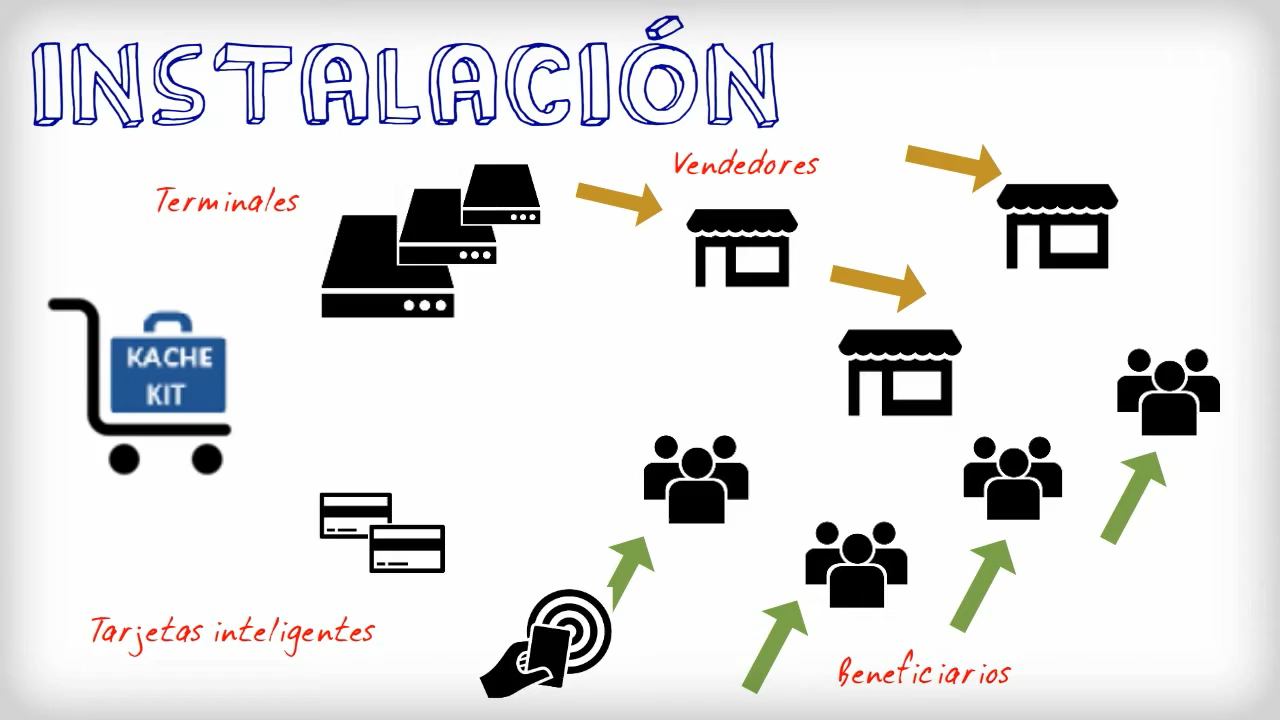 INSTALACIÓN
Vendedores
Terminales
KACHE
KIT
Tarjetas inteligentes
Beneficiarios